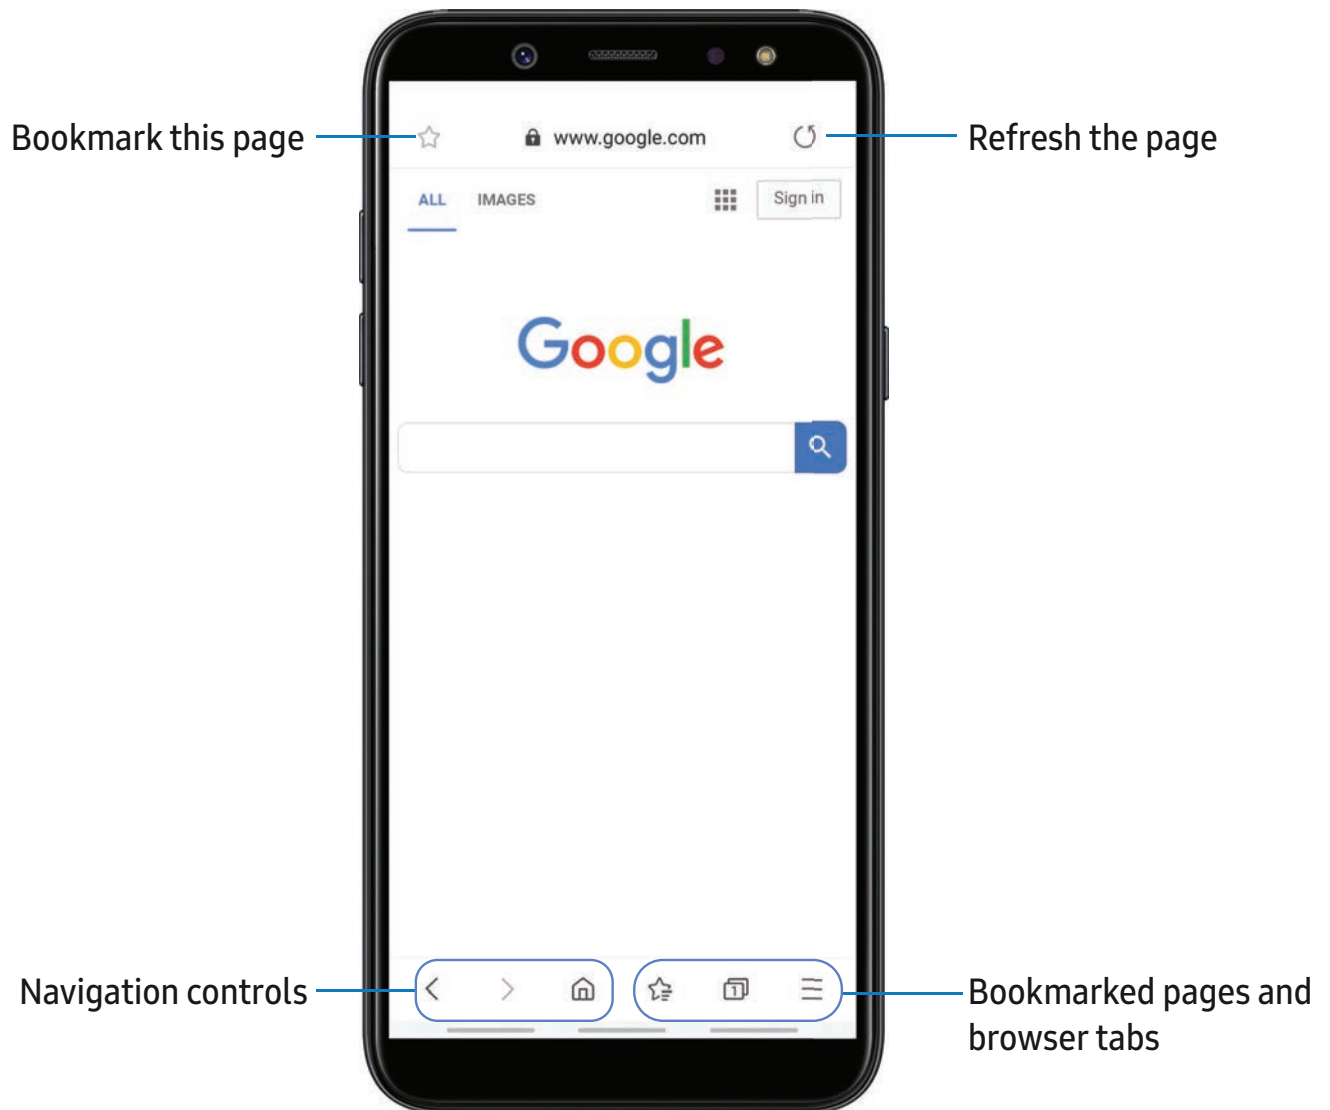 Bookmark this page
www.google.com
Refresh the page
ALL IMAGES Sign in
Google
Navigation controls
1
Bookmarked pages and
browser tabs